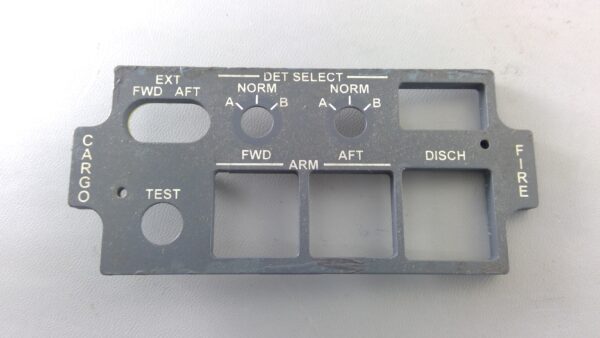 CARGO
EXT
FWD AFT
DET SELECT
NORM
A B
NORM
A B
FWD
ARM
AFT
DISCH
TEST
FIRE